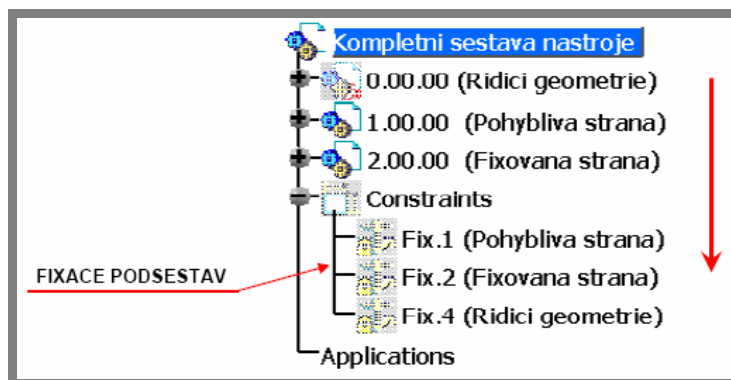 Kompletni sestava nastroje
0.00.00 (Ridici geometrie)
1.00.00 (Pohybliva strana)
2.00.00 (Fixovana strana)
Constraints
Fix.1 (Pohybliva strana)
FIXACE PODSESTAV
Fix.2 (Fixovana strana)
Fix.4 (Ridici geometrie)
Applications